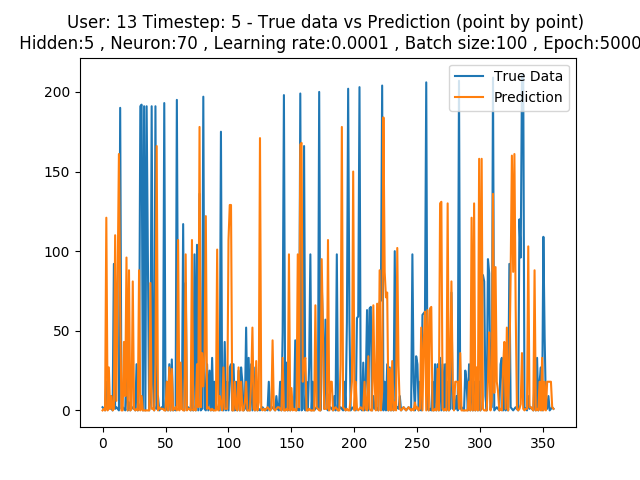 User: 13 Timestep: 5 - True data vs Prediction (point by point)
Hidden:5 , Neuron:70 , Learning rate:0.0001 , Batch size:100 , Epoch:5000
True Data
Prediction
200
150
100
50
0
0 50 100 150 200 250 300 350